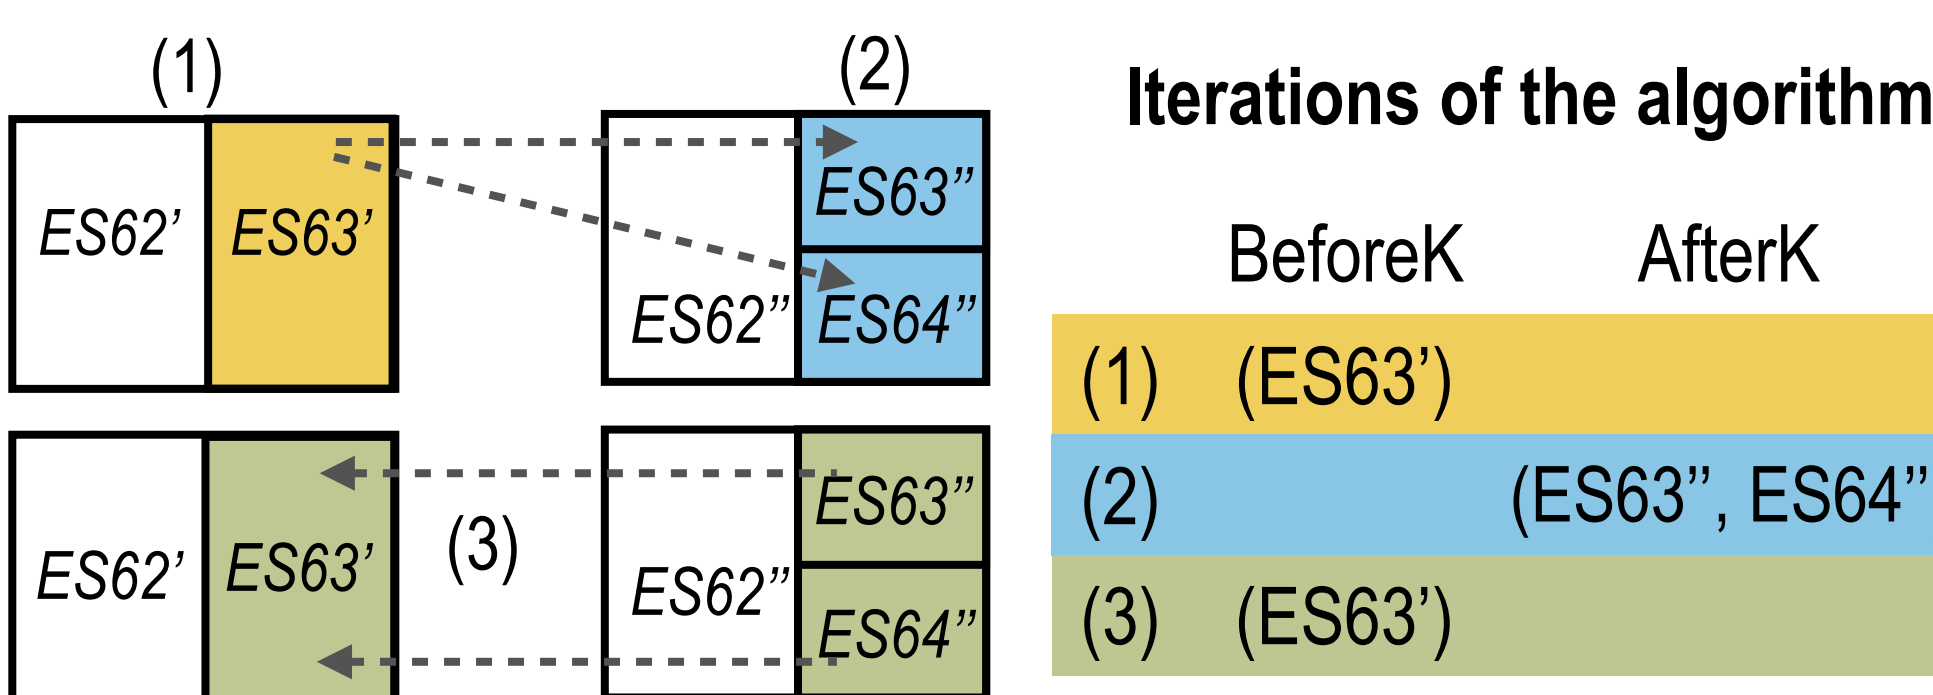 (1)
(2)
ES62’ ES63’
ES63’’
ES62’’ ES64’’
ES62’ ES63’
(3)
ES63’’
ES62’’
ES64’’
Iterations of the algorithm
BeforeK AfterK
(1) (ES63’)
(2) (ES63’’, ES64’’
(3) (ES63’)